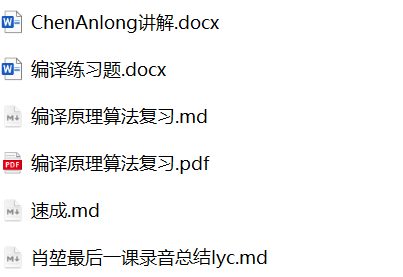 ChenAnlong讲解.docx
编译练习题.docx
编译原理算法复习.md
编译原理算法复习.pdf
速成.md
肖堃最后一课录音总结lyc.md